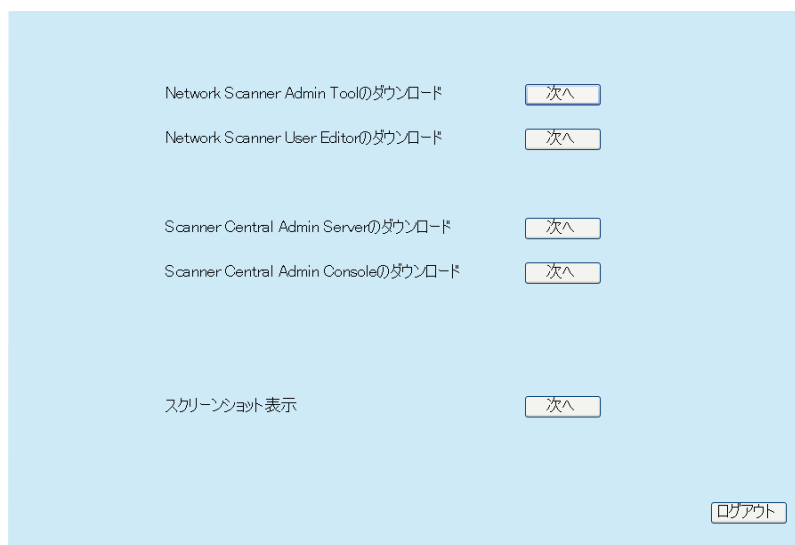 Network Scanner Admin Toolのダウンロード 次へ
Network Scanner User Editorのダウンロード 次へ
Scanner Central Admin Serverのダウンロード 次へ
Scanner Central Admin Consoleのダウンロード 次へ
スクリーンショット表示 次へ
ログアウト